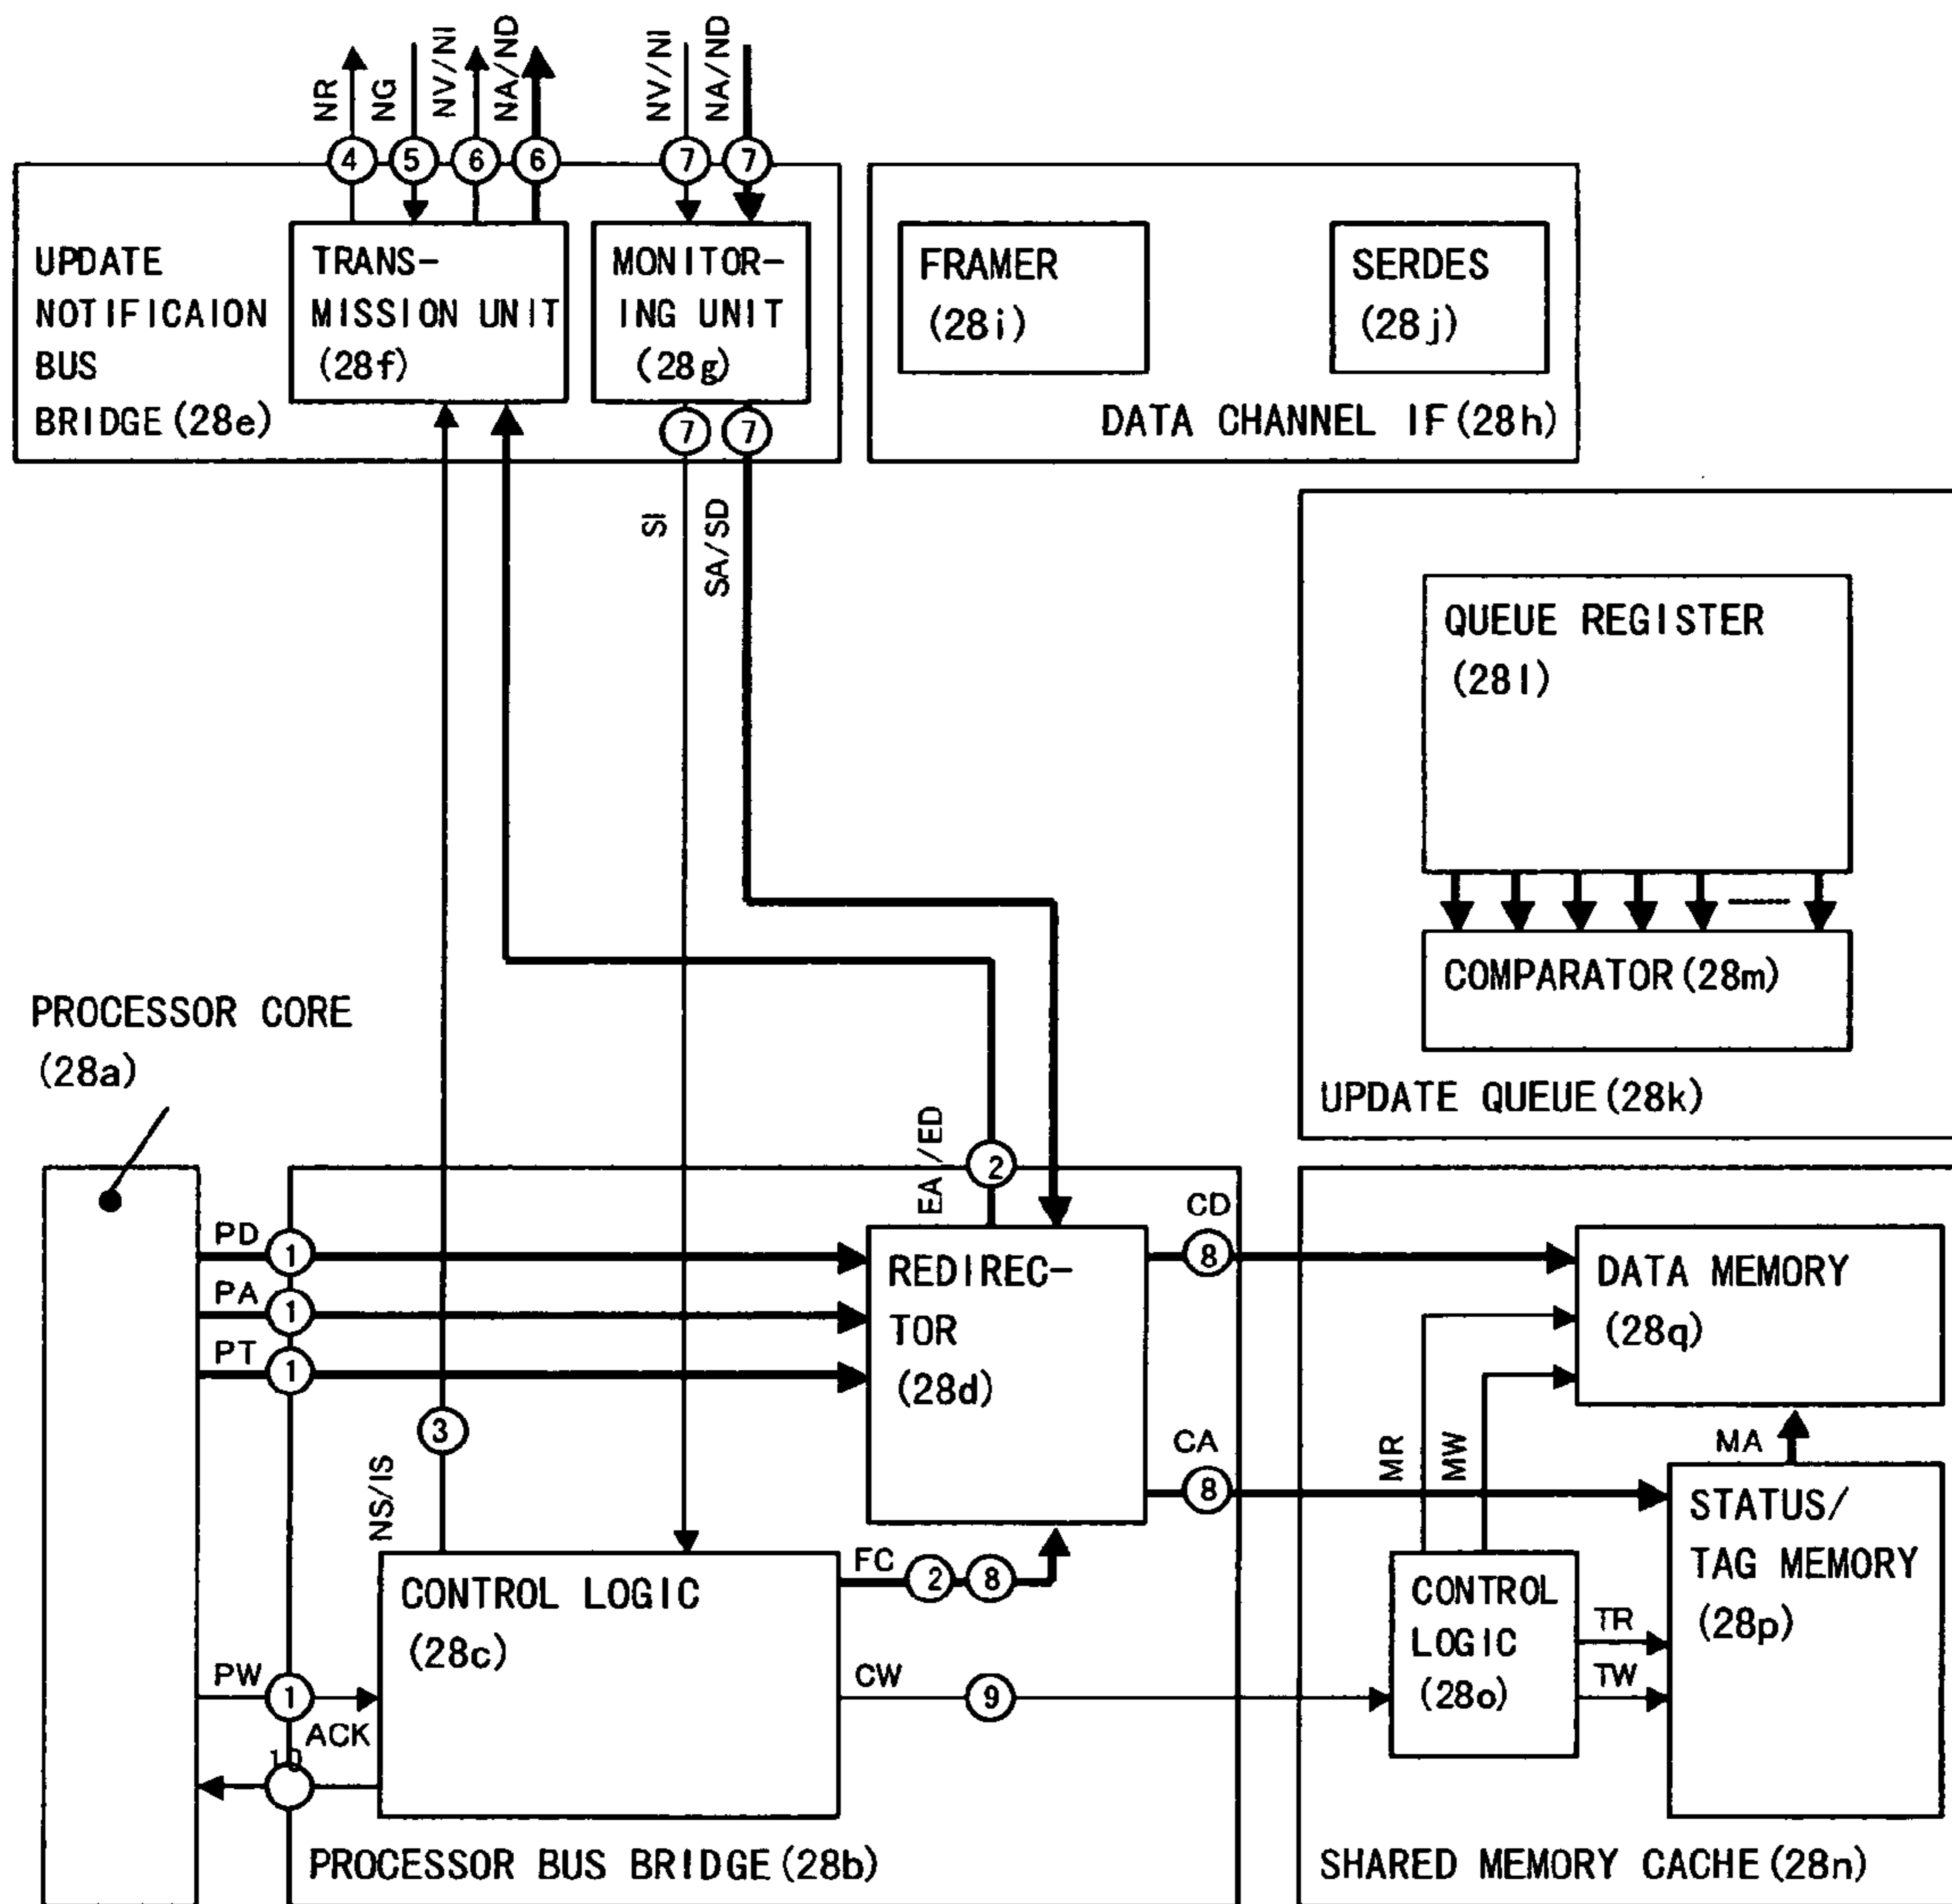 NR
NG
NV/NI
NA/ND
NV/NI
NA/ND
4
5
6
6
7
7
UPDATE
NOTIFICAION
BUS
BRIDGE(28e)
TRANS-
MISSION UNIT
(28f)
MONITOR-
ING UNIT
(28g)
7
7
FRAMER
(28i)
SERDES
(28j)
DATA CHANNEL IF(28h)
SI
SA/SD
QUEUE REGISTER
(28l)
COMPARATOR(28m)
UPDATE QUEUE(28k)
PROCESSOR CORE
(28a)
EA/ED
2
PD
1
PA
1
PT
1
REDIREC-
TOR
(28d)
CD
8
CA
8
3
NS/IS
CONTROL LOGIC
(28c)
FC
2
8
CW
9
PW
1
ACK
10
PROCESSOR BUS BRIDGE(28b)
DATA MEMORY
(28q)
MR
MW
MA
STATUS/
TAG MEMORY
(28p)
CONTROL
LOGIC
(28o)
TR
TW
SHARED MEMORY CACHE(28n)